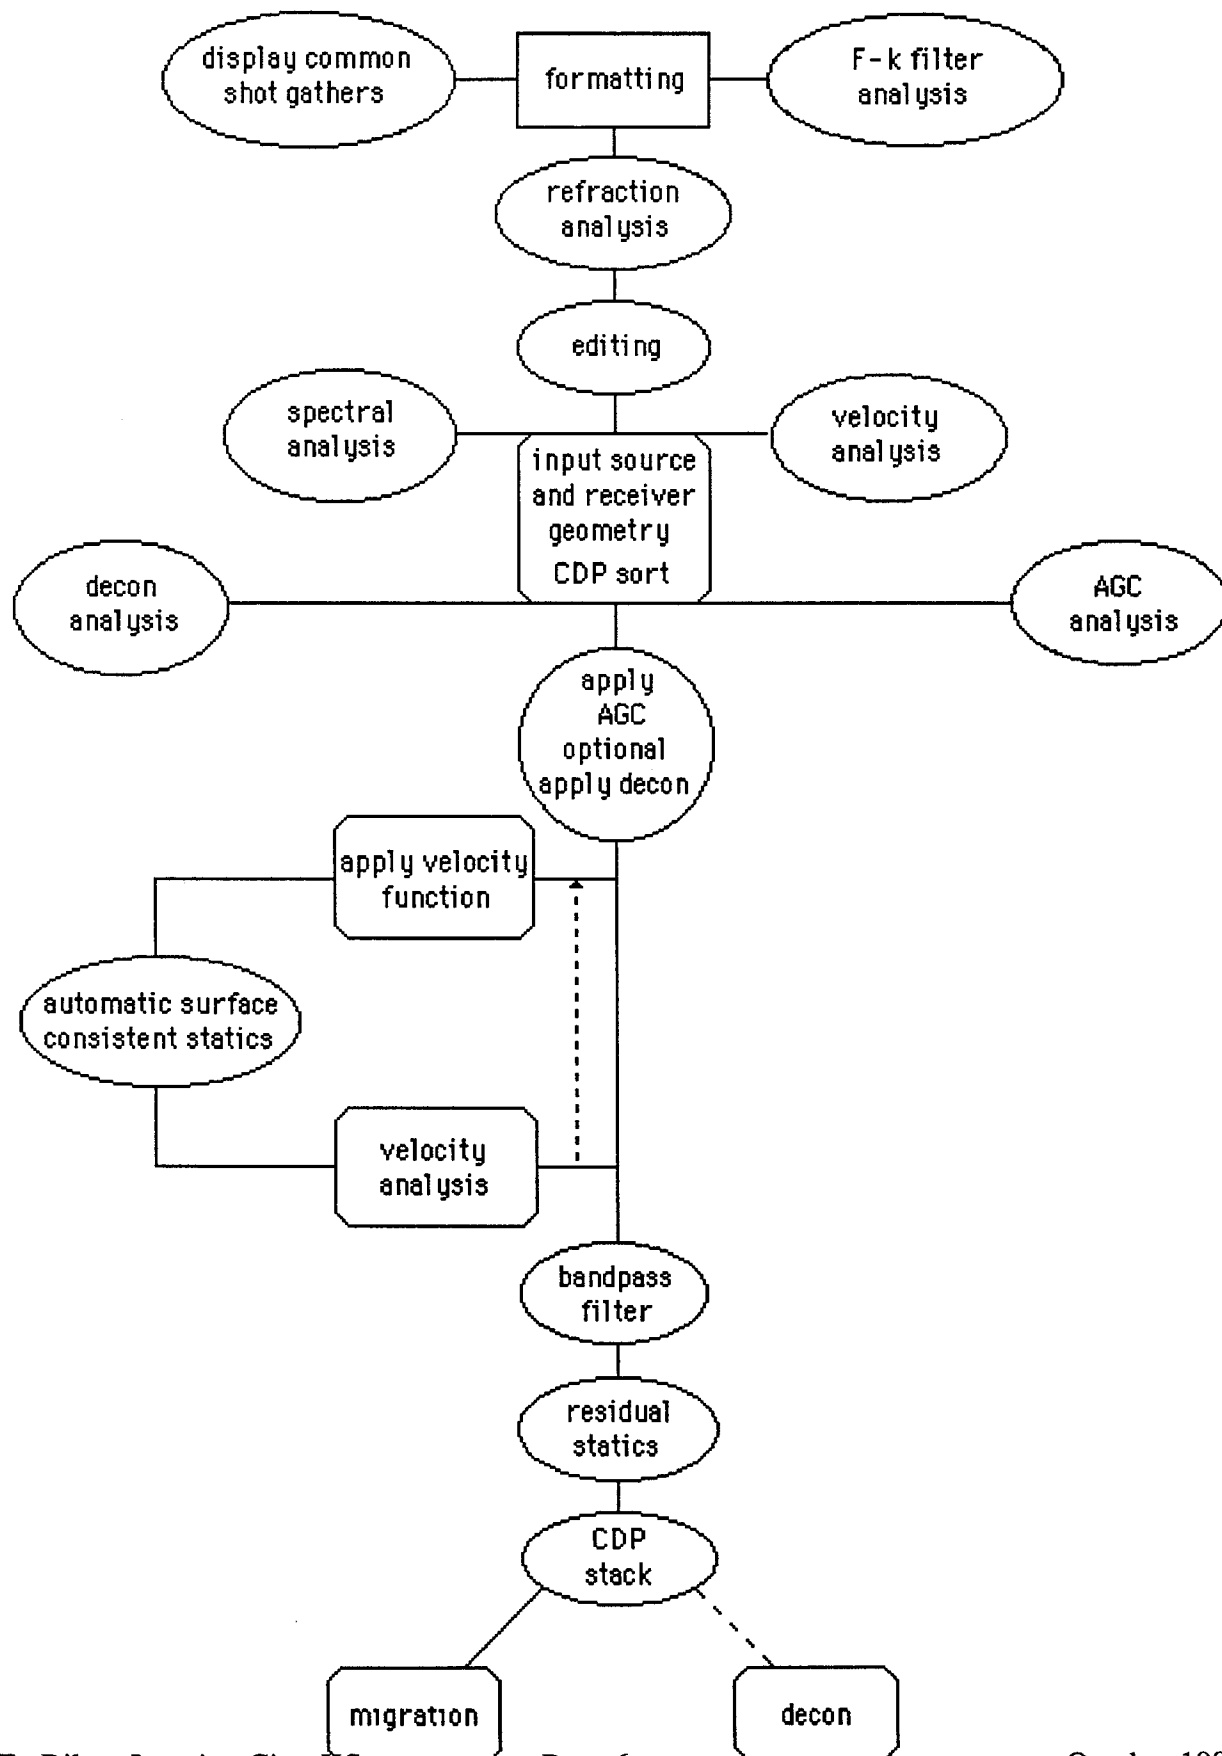 display common
shot gathers
formatting
F-k filter
analysis
refraction
analysis
editing
spectral
analysis
velocity
analysis
input source
and receiver
geometry
CDP sort
decon
analysis
AGC
analysis
apply
AGC
optional
apply decon
apply velocity
function
automatic surface
consistent statics
velocity
analysis
bandpass
filter
residual
statics
CDP
stack
migration
decon